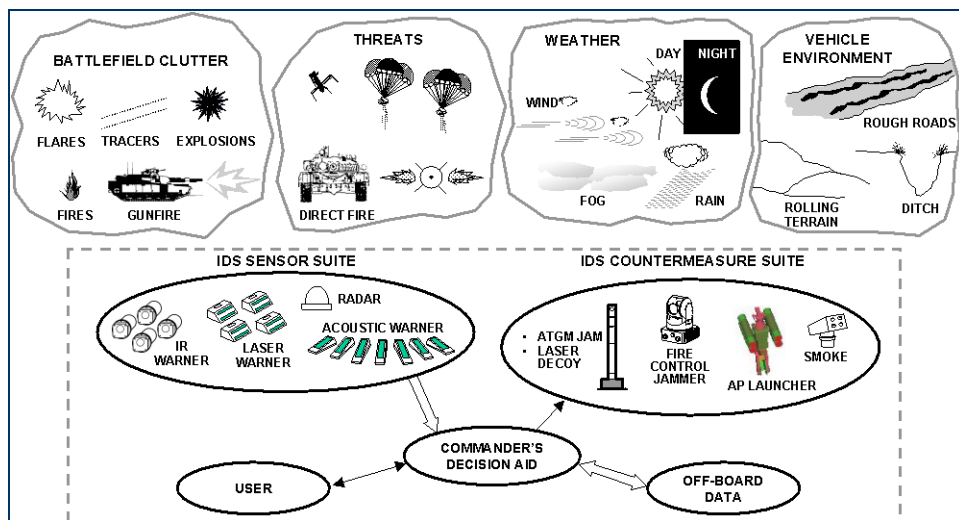 BATTLEFIELD CLUTTER
FLARES
TRACERS
EXPLOSIONS
FIRES
GUNFIRE
THREATS
DIRECT FIRE
WEATHER
DAY
NIGHT
WIND
FOG
RAIN
VEHICLE
ENVIRONMENT
ROUGH ROADS
ROLLING
TERRAIN
DITCH
IDS SENSOR SUITE
IR
WARNER
LASER
WARNER
RADAR
ACOUSTIC WARNER
IDS COUNTERMEASURE SUITE
• ATGM JAM
• LASER
DECOY
FIRE
CONTROL
JAMMER
AP LAUNCHER
SMOKE
COMMANDER'S
DECISION AID
USER
OFF-BOARD
DATA